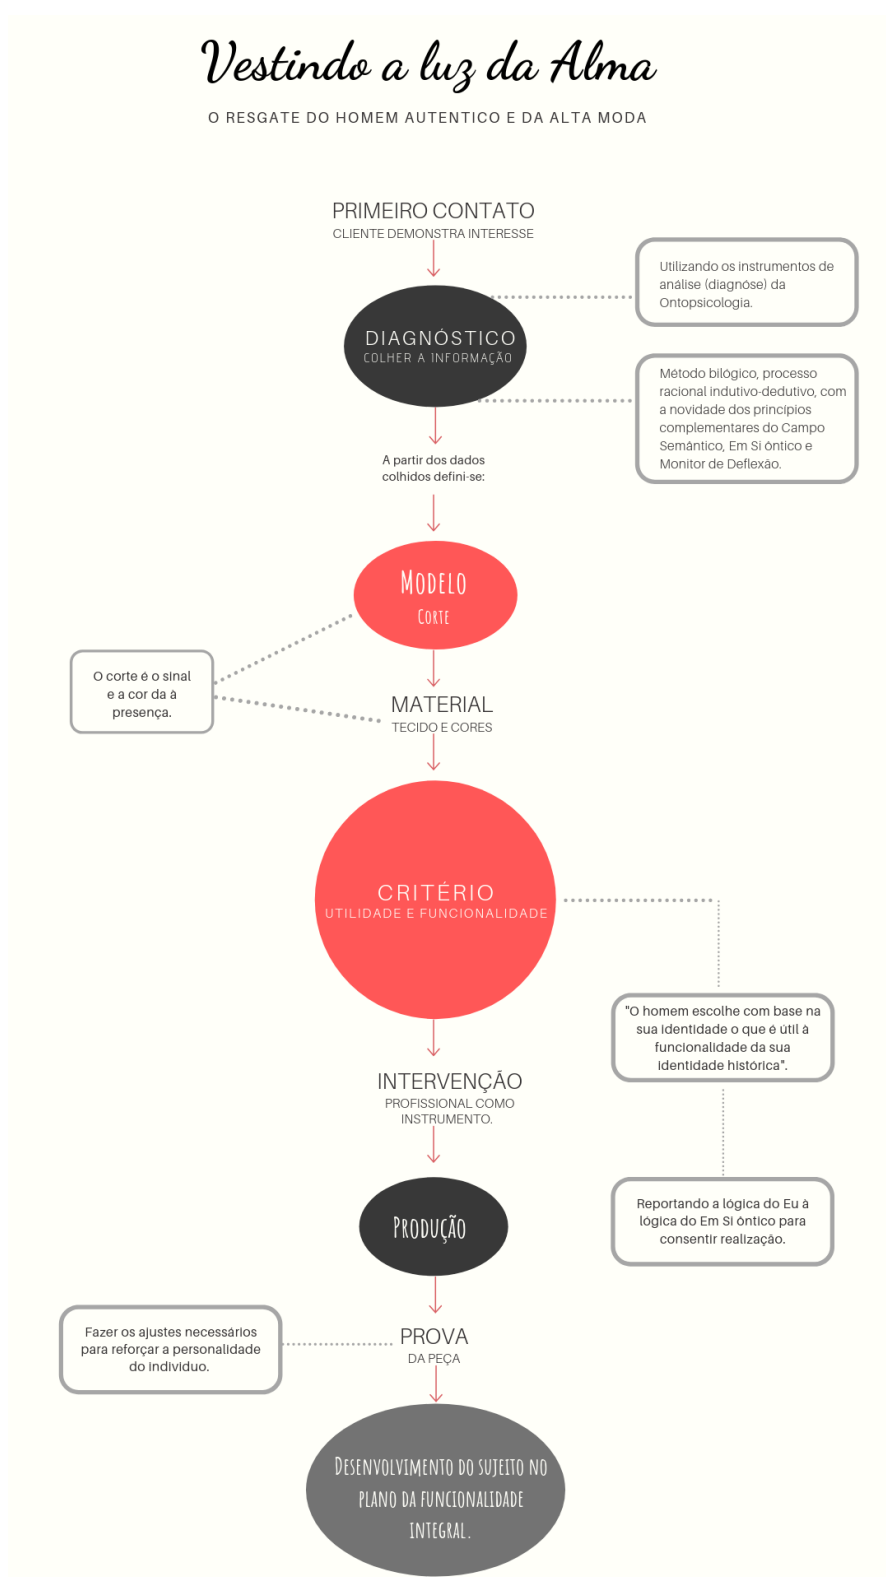 Vestindo a luz da Alma
O RESGATE DO HOMEM AUTENTICO E DA ALTA MODA
PRIMEIRO CONTATO
CLIENTE DEMONSTRA INTERESSE
DIAGNÓSTICO
COLHER A INFORMAÇÃO
Utilizando os instrumentos de
análise (diagnóse) da
Ontopsicologia.
Método bilógico, processo
racional indutivo-dedutivo, com
a novidade dos princípios
complementares do Campo
Semântico, Em Si ôntico e
Monitor de Deflexão.
A partir dos dados
colhidos defini-se:
Modelo
Corte
O corte é o sinal
e a cor da à
presença.
MATERIAL
TECIDO E CORES
CRITÉRIO
UTILIDADE E FUNCIONALIDADE
"O homem escolhe com base na
sua identidade o que é útil à
funcionalidade da sua
identidade histórica".
INTERVENÇÃO
PROFISSIONAL COMO
INSTRUMENTO.
Reportando a lógica do Eu à
lógica do Em Si ôntico para
consentir realização.
Produção
Fazer os ajustes necessários
para reforçar a personalidade
do individuo.
PROVA
DA PEÇA
Desenvolvimento do sujeito no
plano da funcionalidade
integral.